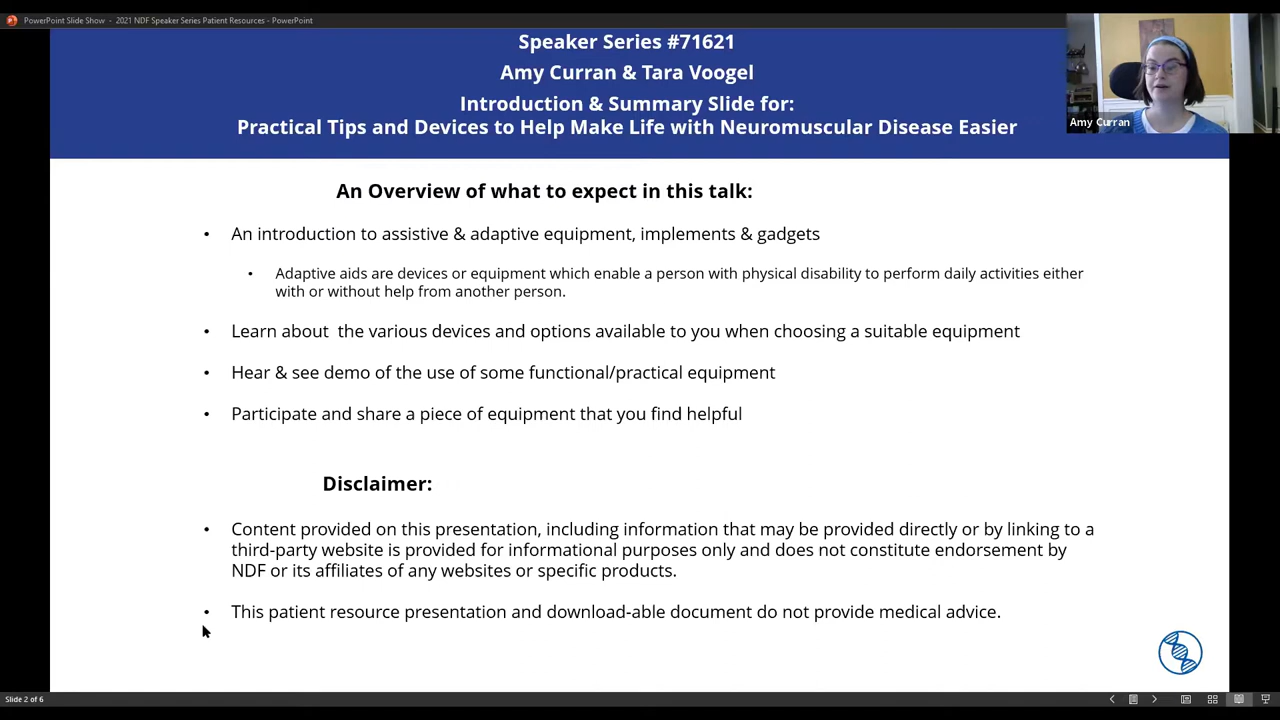 PowerPoint Slide Show - 2021 NDF Speaker Series Patient Resources - PowerPoint
Speaker Series #71621
Amy Curran & Tara Voogel
Introduction & Summary Slide for:
Practical Tips and Devices to Help Make Life with Neuromuscular Disease Easier
Amy Curran
An Overview of what to expect in this talk:
• An introduction to assistive & adaptive equipment, implements & gadgets
• Adaptive aids are devices or equipment which enable a person with physical disability to perform daily activities either
with or without help from another person.
• Learn about the various devices and options available to you when choosing a suitable equipment
• Hear & see demo of the use of some functional/practical equipment
• Participate and share a piece of equipment that you find helpful
Disclaimer:
• Content provided on this presentation, including information that may be provided directly or by linking to a
third-party website is provided for informational purposes only and does not constitute endorsement by
NDF or its affiliates of any websites or specific products.
• This patient resource presentation and download-able document do not provide medical advice.
Slide 2 of 6